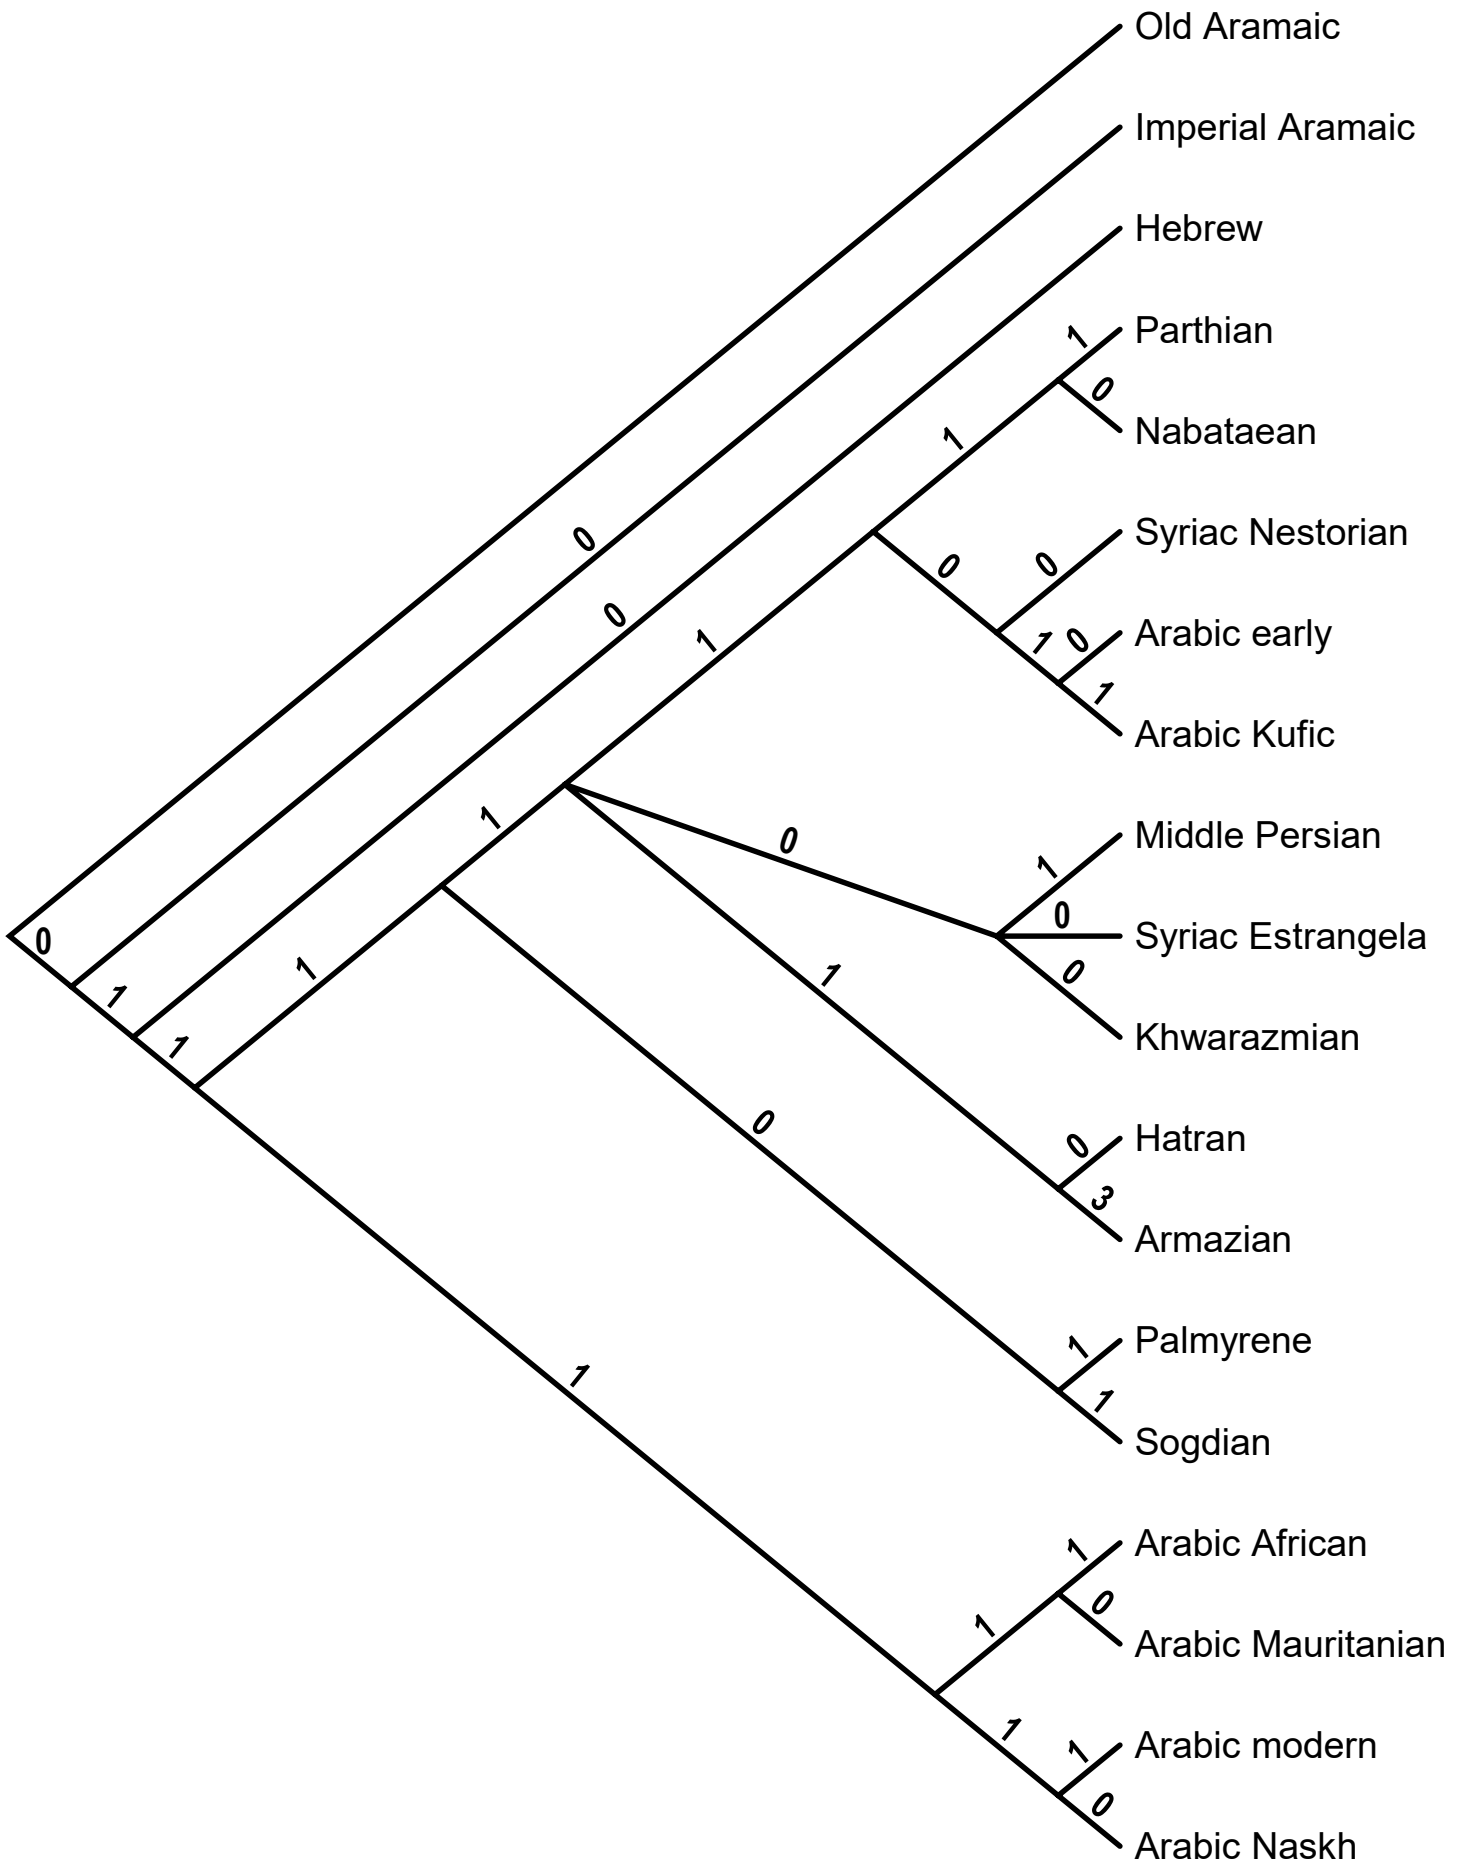 Old Aramaic
Imperial Aramaic
Hebrew
1 Parthian
0
1 Nabataean
0
0 0 Syriac Nestorian
0
1 1 0 Arabic early
1
Arabic Kufic
1
0 1 Middle Persian
0
0 Syriac Estrangela
1 1 0
Khwarazmian
1
1 0 Hatran
0 3
Armazian
1 1 Palmyrene
1
Sogdian
1 Arabic African
1 0
Arabic Mauritanian
1 1 Arabic modern
0
Arabic Naskh